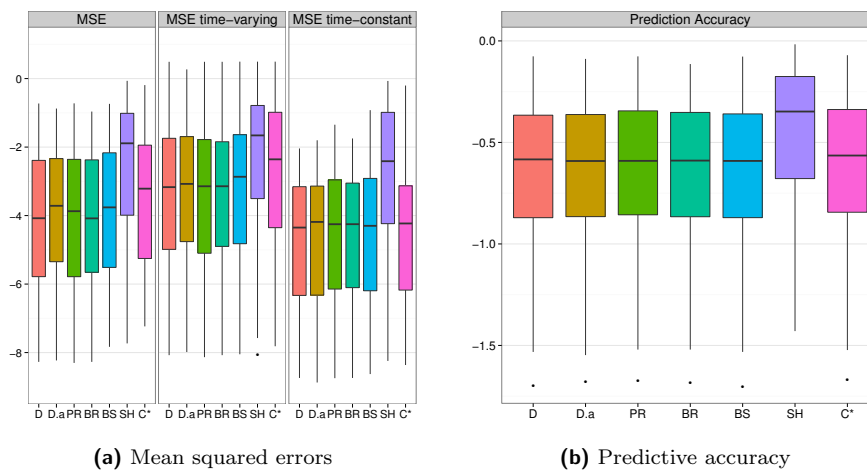 MSE
MSE time−varying
MSE time−constant
0
−2
−4
−6
−8
D D.a PR BR BS SH C*
D D.a PR BR BS SH C*
D D.a PR BR BS SH C*
(a) Mean squared errors
Prediction Accuracy
0.0
−0.5
−1.0
−1.5
D D.a PR BR BS SH C*
(b) Predictive accuracy